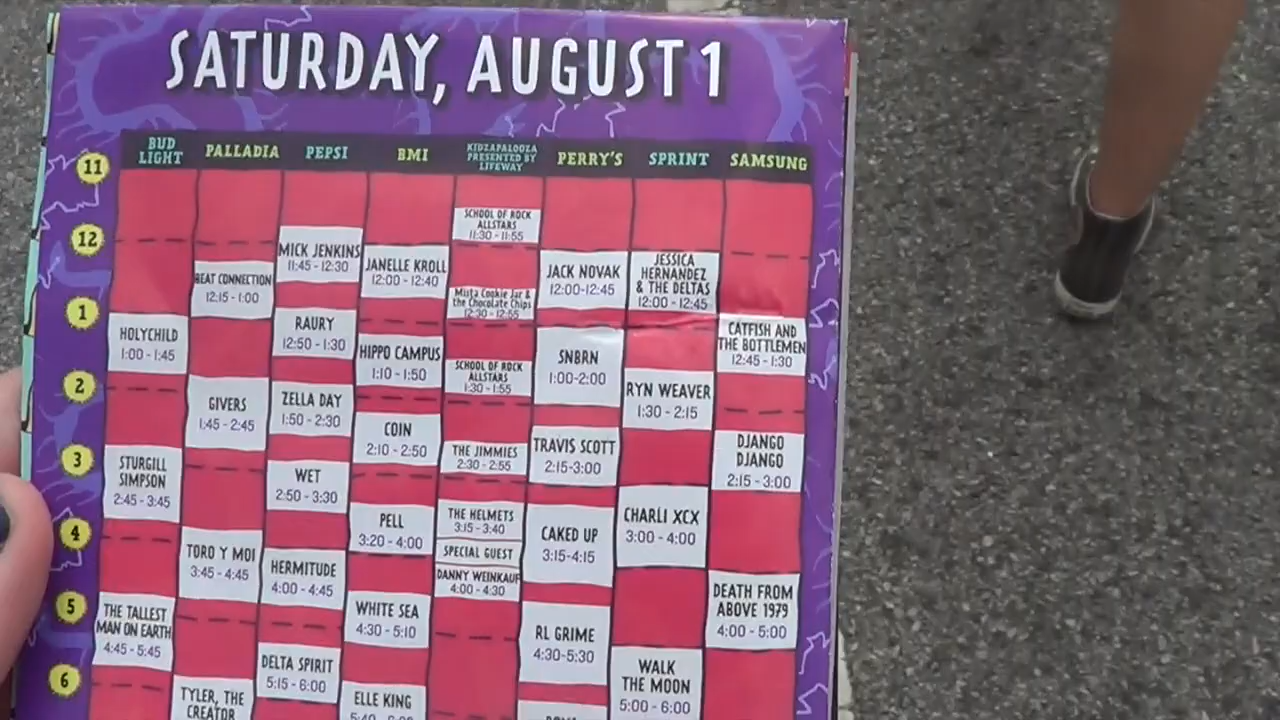 SATURDAY, AUGUST 1
BUD
LIGHT
PALLADIA
PEPSI
BMI
KIDZAPALOOZA
PRESENTED BY
LIFEWAY
PERRY'S
SPRINT
SAMSUNG
11
12
1
2
3
4
5
6
HOLYCHILD
1:00 - 1:45
STURGILL
SIMPSON
2:45 - 3:45
THE TALLEST
MAN ON EARTH
4:45 - 5:45
BEAT CONNECTION
12:15 - 1:00
GIVERS
1:45 - 2:45
TORO Y MOI
3:45 - 4:45
TYLER, THE
CREATOR
MICK JENKINS
11:45 - 12:30
RAURY
12:50 - 1:30
ZELLA DAY
1:50 - 2:30
WET
2:50 - 3:30
HERMITUDE
4:00 - 4:45
DELTA SPIRIT
5:15 - 6:00
JANELLE KROLL
12:00 - 12:40
HIPPO CAMPUS
1:10 - 1:50
COIN
2:10 - 2:50
PELL
3:20 - 4:00
WHITE SEA
4:30 - 5:10
ELLE KING
SCHOOL OF ROCK
ALLSTARS
11:30 - 11:55
Mista Cookie Jar &
the Chocolate Chips
12:30 - 12:55
SCHOOL OF ROCK
ALLSTARS
1:30 - 1:55
THE JIMMIES
2:30 - 2:55
THE HELMETS
3:15 - 3:40
SPECIAL GUEST
DANNY WEINKAUF
4:00 - 4:30
JACK NOVAK
12:00-12:45
SNBRN
1:00-2:00
TRAVIS SCOTT
2:15-3:00
CAKED UP
3:15-4:15
RL GRIME
4:30-5:30
JESSICA
HERNANDEZ
& THE DELTAS
12:00 - 12:45
RYN WEAVER
1:30 - 2:15
CHARLI XCX
3:00 - 4:00
WALK
THE MOON
5:00 - 6:00
CATFISH AND
THE BOTTLEMEN
12:45 - 1:30
DJANGO
DJANGO
2:15 - 3:00
DEATH FROM
ABOVE 1979
4:00 - 5:00